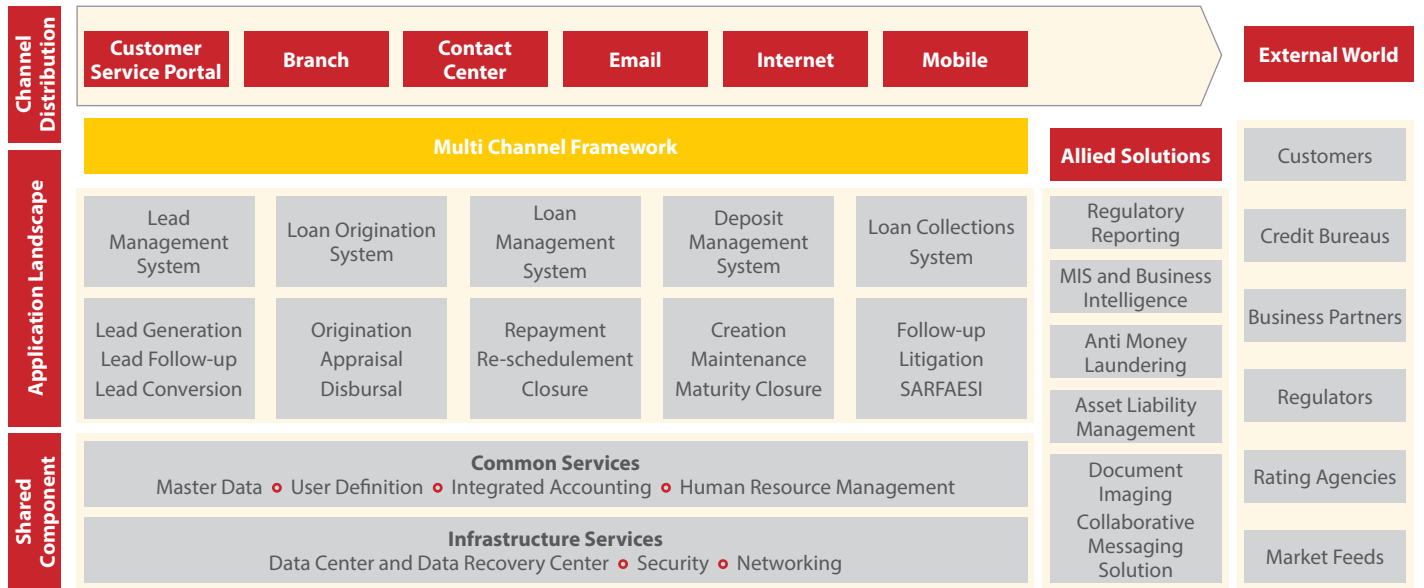 Channel
Distribution
Customer
Service Portal
Branch
Contact
Center
Email
Internet
Mobile
External World
Multi Channel Framework
Allied Solutions
Application Landscape
Lead
Management
System
Loan Origination
System
Loan
Management
System
Deposit
Management
System
Loan Collections
System
Lead Generation
Lead Follow-up
Lead Conversion
Origination
Appraisal
Disbursal
Repayment
Re-schedulement
Closure
Creation
Maintenance
Maturity Closure
Follow-up
Litigation
SARFAESI
Regulatory
Reporting
MIS and Business
Intelligence
Anti Money
Laundering
Asset Liability
Management
Document
Imaging
Collaborative
Messaging
Solution
Customers
Credit Bureaus
Business Partners
Regulators
Rating Agencies
Market Feeds
Shared
Component
Common Services
Master Data o User Definition o Integrated Accounting o Human Resource Management
Infrastructure Services
Data Center and Data Recovery Center o Security o Networking